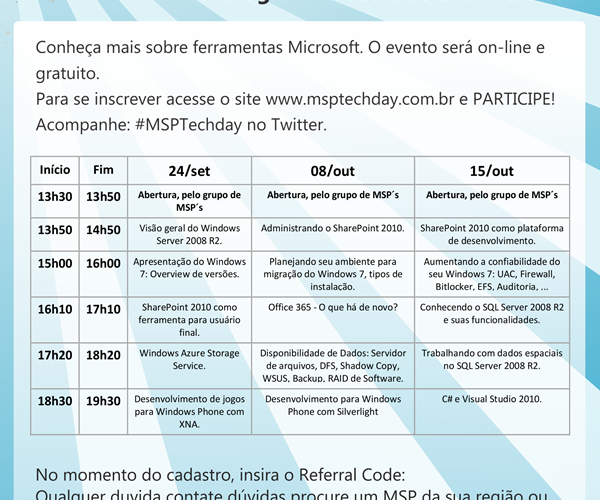 Conheça mais sobre ferramentas Microsoft. O evento será on-line e
gratuito.
Para se inscrever acesse o site www.msptechday.com.br e PARTICIPE!
Acompanhe: #MSPTechday no Twitter.
Início Fim 24/set 08/out 15/out
13h30 13h50 Abertura, pelo grupo de Abertura, pelo grupo de MSP´s Abertura, pelo grupo de MSP´s
MSP´s
13h50 14h50 Visão geral do Windows Administrando o SharePoint 2010. SharePoint 2010 como plataforma
Server 2008 R2. de desenvolvimento.
15h00 16h00 Apresentação do Windows Planejando seu ambiente para Aumentando a confiabilidade do
7: Overview de versões. migração do Windows 7, tipos de seu Windows 7: UAC, Firewall,
instalação. Bitlocker, EFS, Auditoria, ...
16h10 17h10 SharePoint 2010 como Office 365 - O que há de novo? Conhecendo o SQL Server 2008 R2
ferramenta para usuário e suas funcionalidades.
final.
17h20 18h20 Windows Azure Storage Disponibilidade de Dados: Servidor Trabalhando com dados espaciais
Service. de arquivos, DFS, Shadow Copy, no SQL Server 2008 R2.
WSUS, Backup, RAID de Software.
18h30 19h30 Desenvolvimento de jogos Desenvolvimento para Windows C# e Visual Studio 2010.
para Windows Phone com Phone com Silverlight
XNA.
No momento do cadastro, insira o Referral Code:
Qualquer duvida contate dúvidas procure um MSP da sua região ou